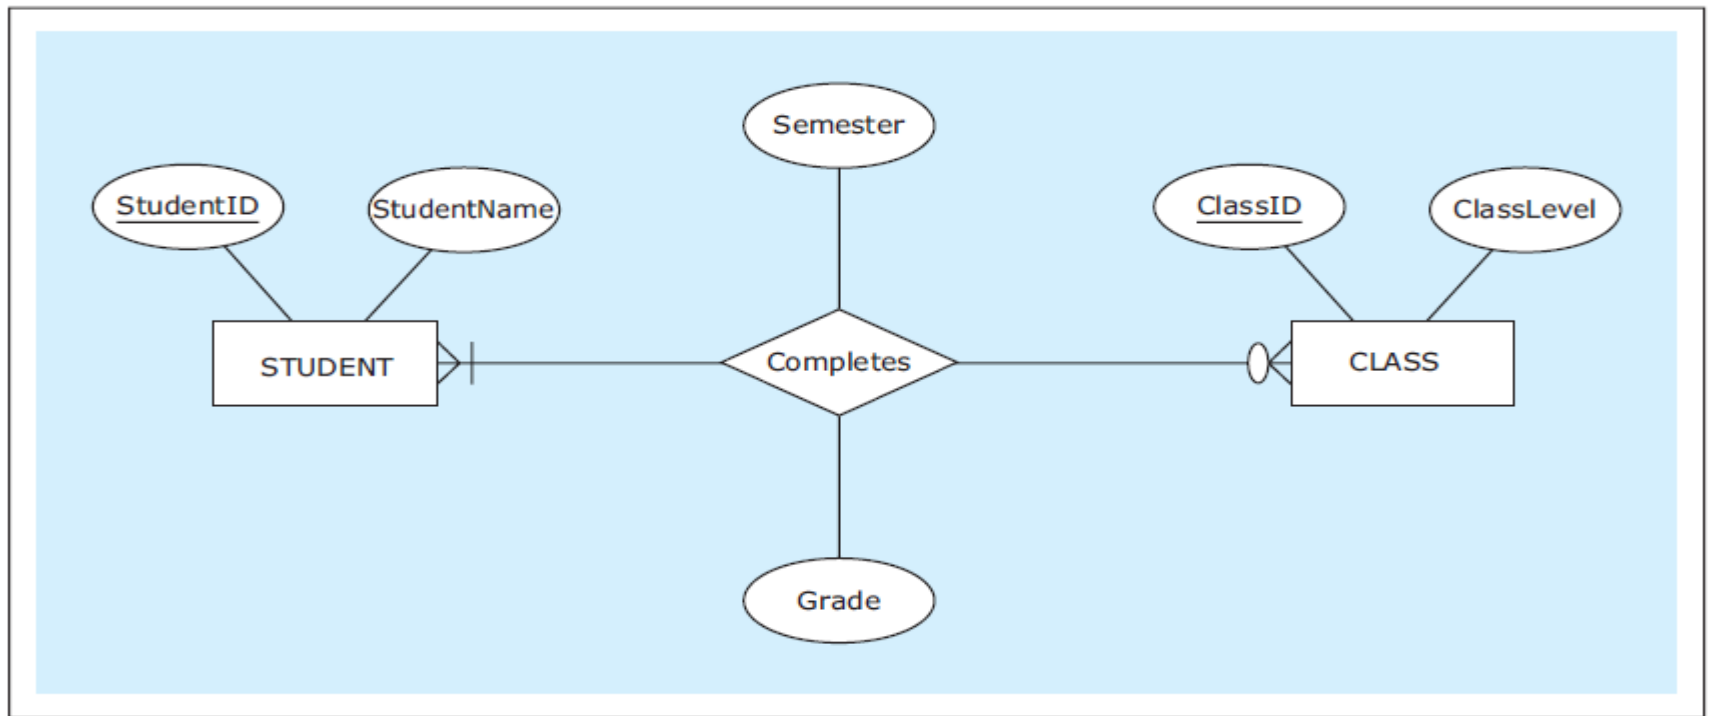 Semester
StudentID
StudentName
ClassID
ClassLevel
STUDENT
Completes
CLASS
Grade